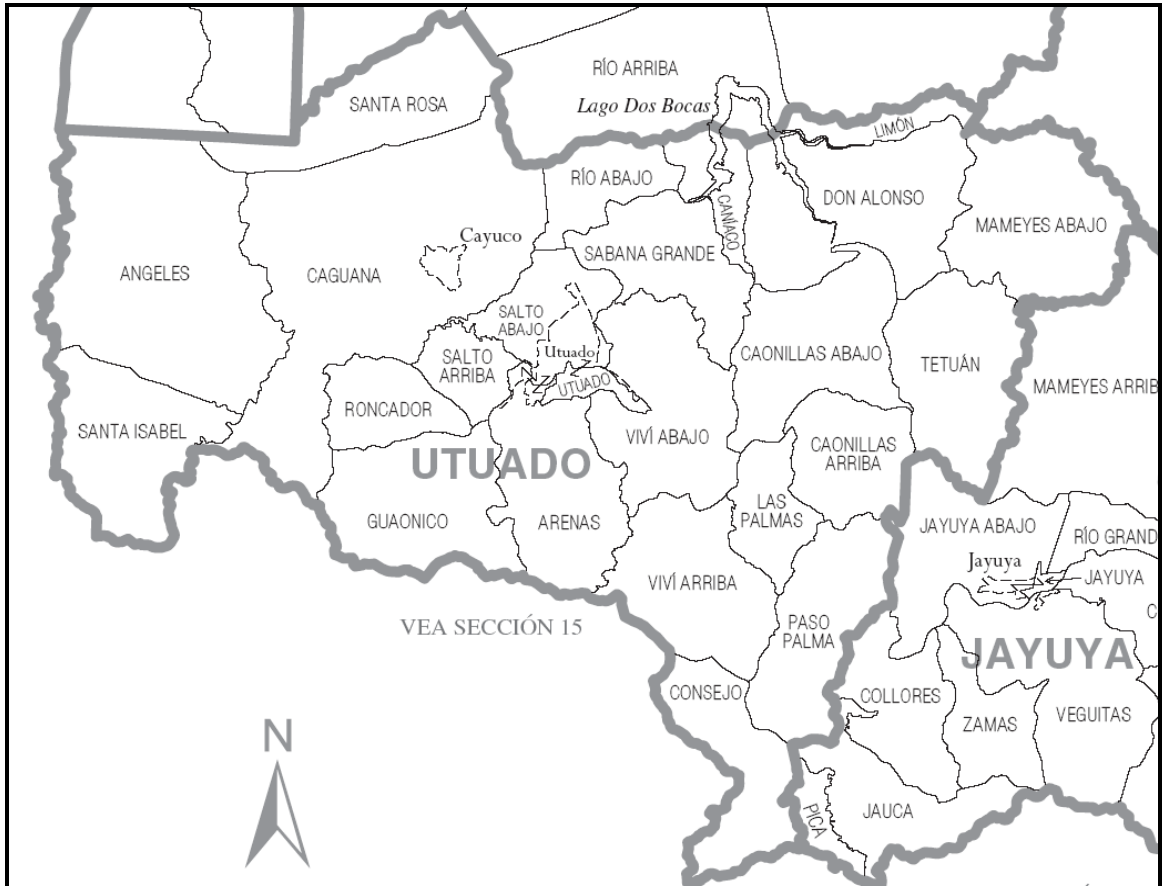 RÍO ARRIBA
SANTA ROSA
Lago Dos Bocas
LIMÓN
RÍO ABAJO
DON ALONSO
CANÍACO
MAMEYES ABAJO
Cayuco
SABANA GRANDE
ANGELES
CAGUANA
SALTO
ABAJO
Utuado
CAONILLAS ABAJO
SALTO
ARRIBA
TETUÁN
UTUADO
MAMEYES ARRIB
RONCADOR
SANTA ISABEL
VIVÍ ABAJO
CAONILLAS
ARRIBA
UTUADO
LAS
PALMAS
GUAONICO
ARENAS
JAYUYA ABAJO
RÍO GRAND
Jayuya
JAYUYA
VIVÍ ARRIBA
C
PASO
PALMA
VEA SECCIÓN 15
JAYUYA
CONSEJO
COLLORES
ZAMAS
VEGUITAS
N
PICA
JAUCA